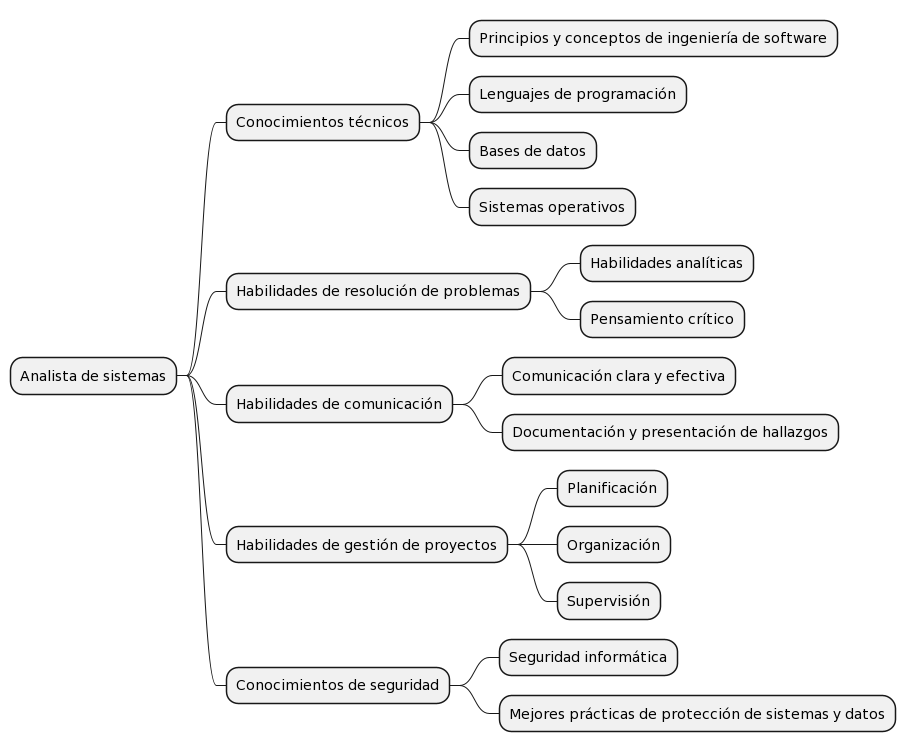 Analista de sistemas
Conocimientos técnicos
Principios y conceptos de ingeniería de software
Lenguajes de programación
Bases de datos
Sistemas operativos
Habilidades de resolución de problemas
Habilidades analíticas
Pensamiento crítico
Habilidades de comunicación
Comunicación clara y efectiva
Documentación y presentación de hallazgos
Habilidades de gestión de proyectos
Planificación
Organización
Supervisión
Conocimientos de seguridad
Seguridad informática
Mejores prácticas de protección de sistemas y datos